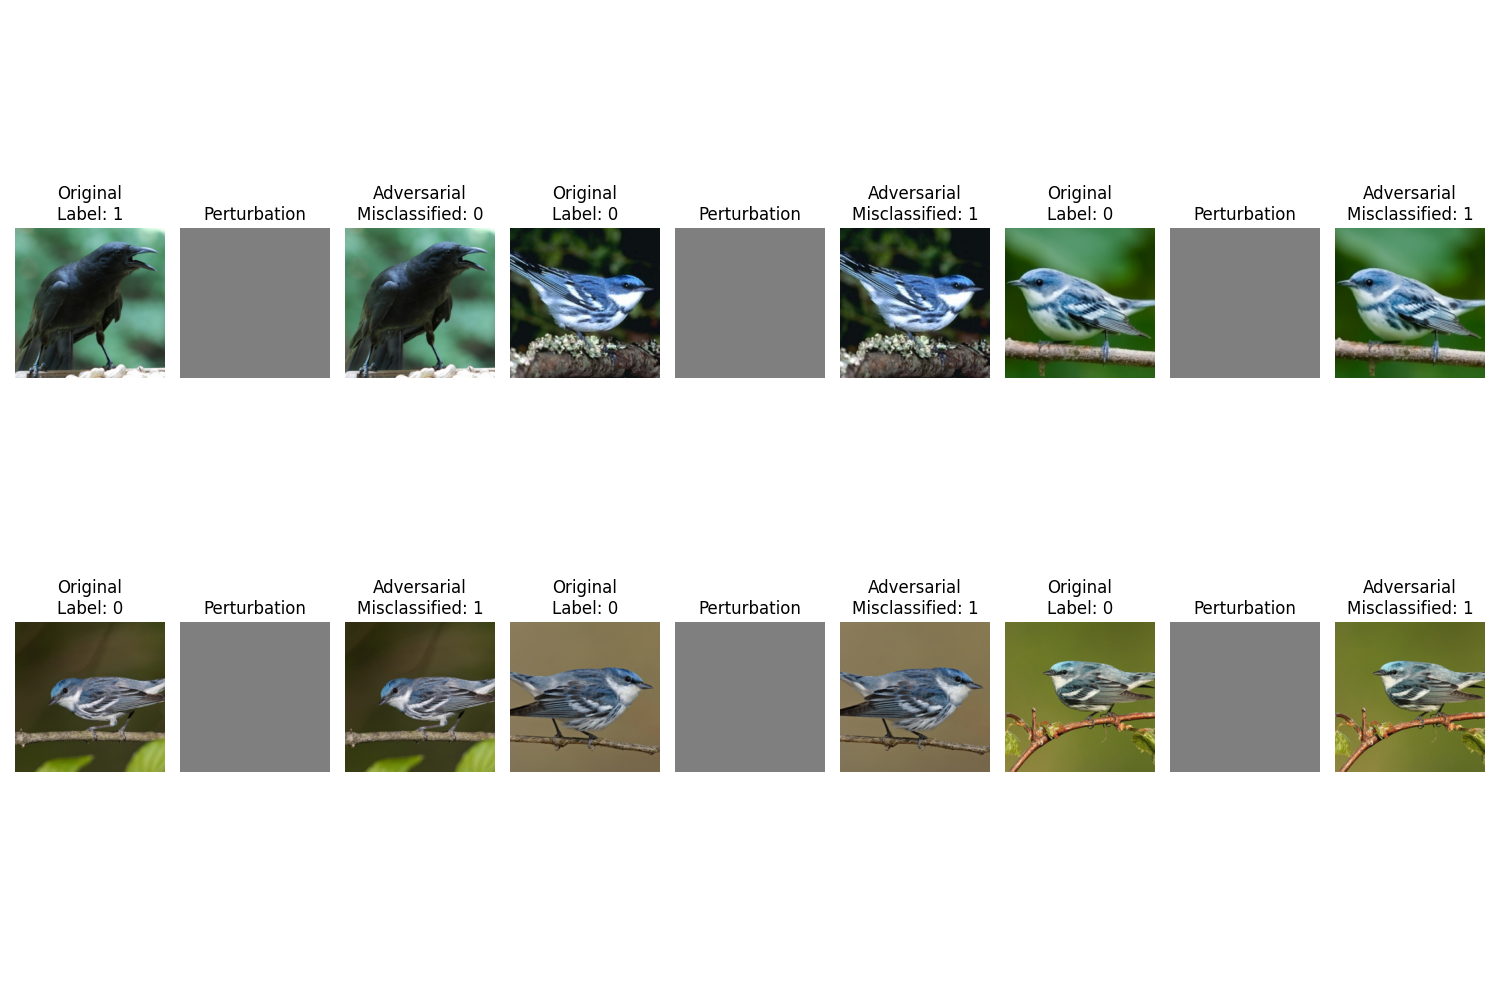 Original
Label: 1
Perturbation
Adversarial
Misclassified: 0
Original
Label: 0
Perturbation
Adversarial
Misclassified: 1
Original
Label: 0
Perturbation
Adversarial
Misclassified: 1
Original
Label: 0
Perturbation
Adversarial
Misclassified: 1
Original
Label: 0
Perturbation
Adversarial
Misclassified: 1
Original
Label: 0
Perturbation
Adversarial
Misclassified: 1